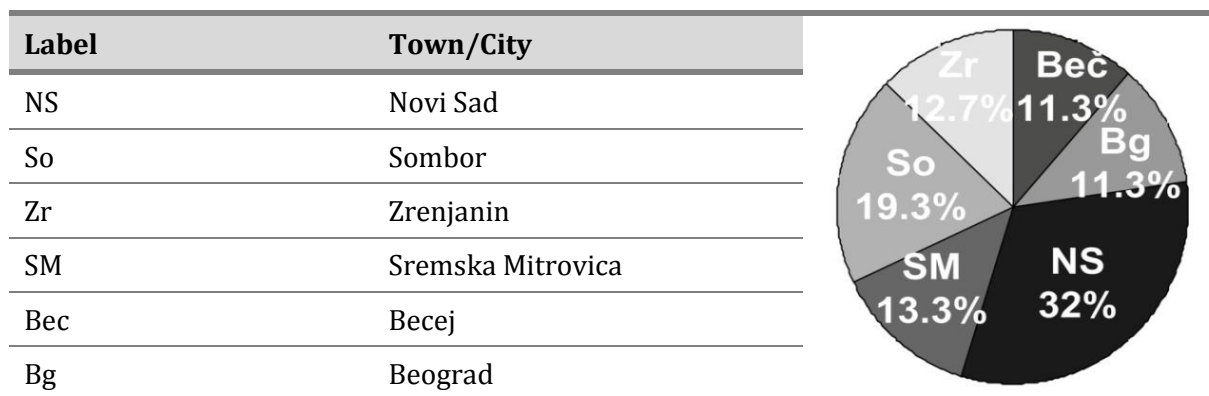 Label Town/City
NS Novi Sad
So Sombor
Zr Zrenjanin
SM Sremska Mitrovica
Bec Becej
Bg Beograd
Zr
12.7%
Beč
11.3%
Bg
11.3%
So
19.3%
SM
13.3%
NS
32%